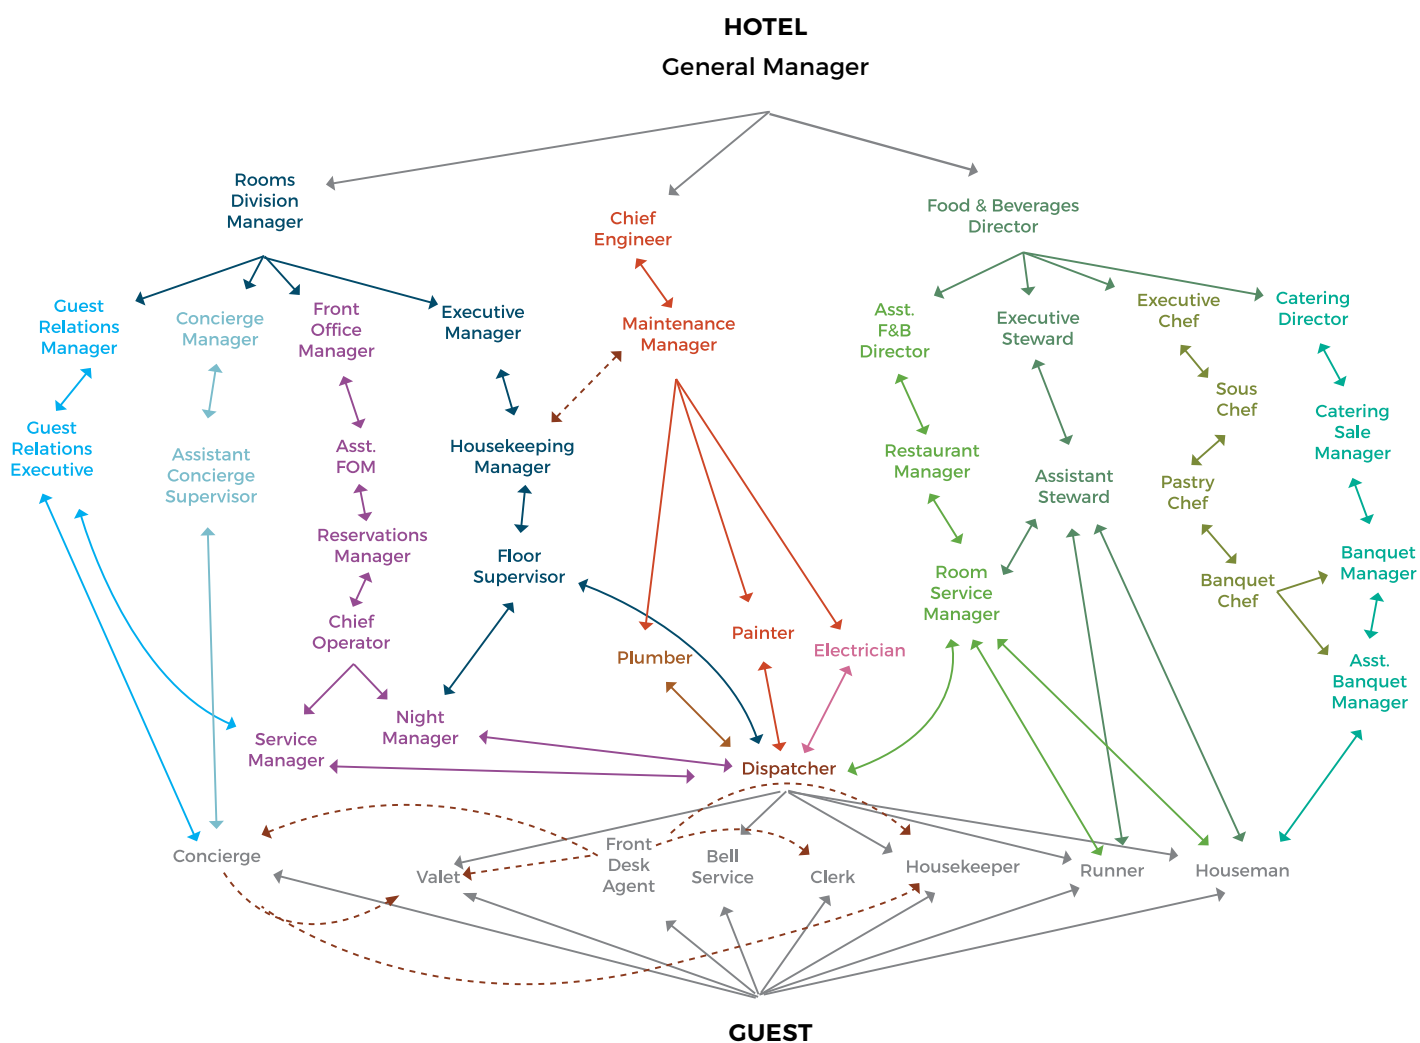 HOTEL
General Manager
Rooms
Division
Manager
Chief
Engineer
Food & Beverages
Director
Guest
Relations
Manager
Concierge
Manager
Front
Office
Manager
Executive
Manager
Maintenance
Manager
Asst.
F&B
Director
Executive
Steward
Executive
Chef
Catering
Director
Guest
Relations
Executive
Assistant
Concierge
Supervisor
Asst.
FOM
Housekeeping
Manager
Restaurant
Manager
Assistant
Steward
Sous
Chef
Pastry
Chef
Catering
Sale
Manager
Reservations
Manager
Floor
Supervisor
Room
Service
Manager
Banquet
Chef
Banquet
Manager
Chief
Operator
Plumber
Painter
Electrician
Asst.
Banquet
Manager
Service
Manager
Night
Manager
Dispatcher
Concierge
Valet
Front
Desk
Agent
Bell
Service
Clerk
Housekeeper
Runner
Houseman
GUEST